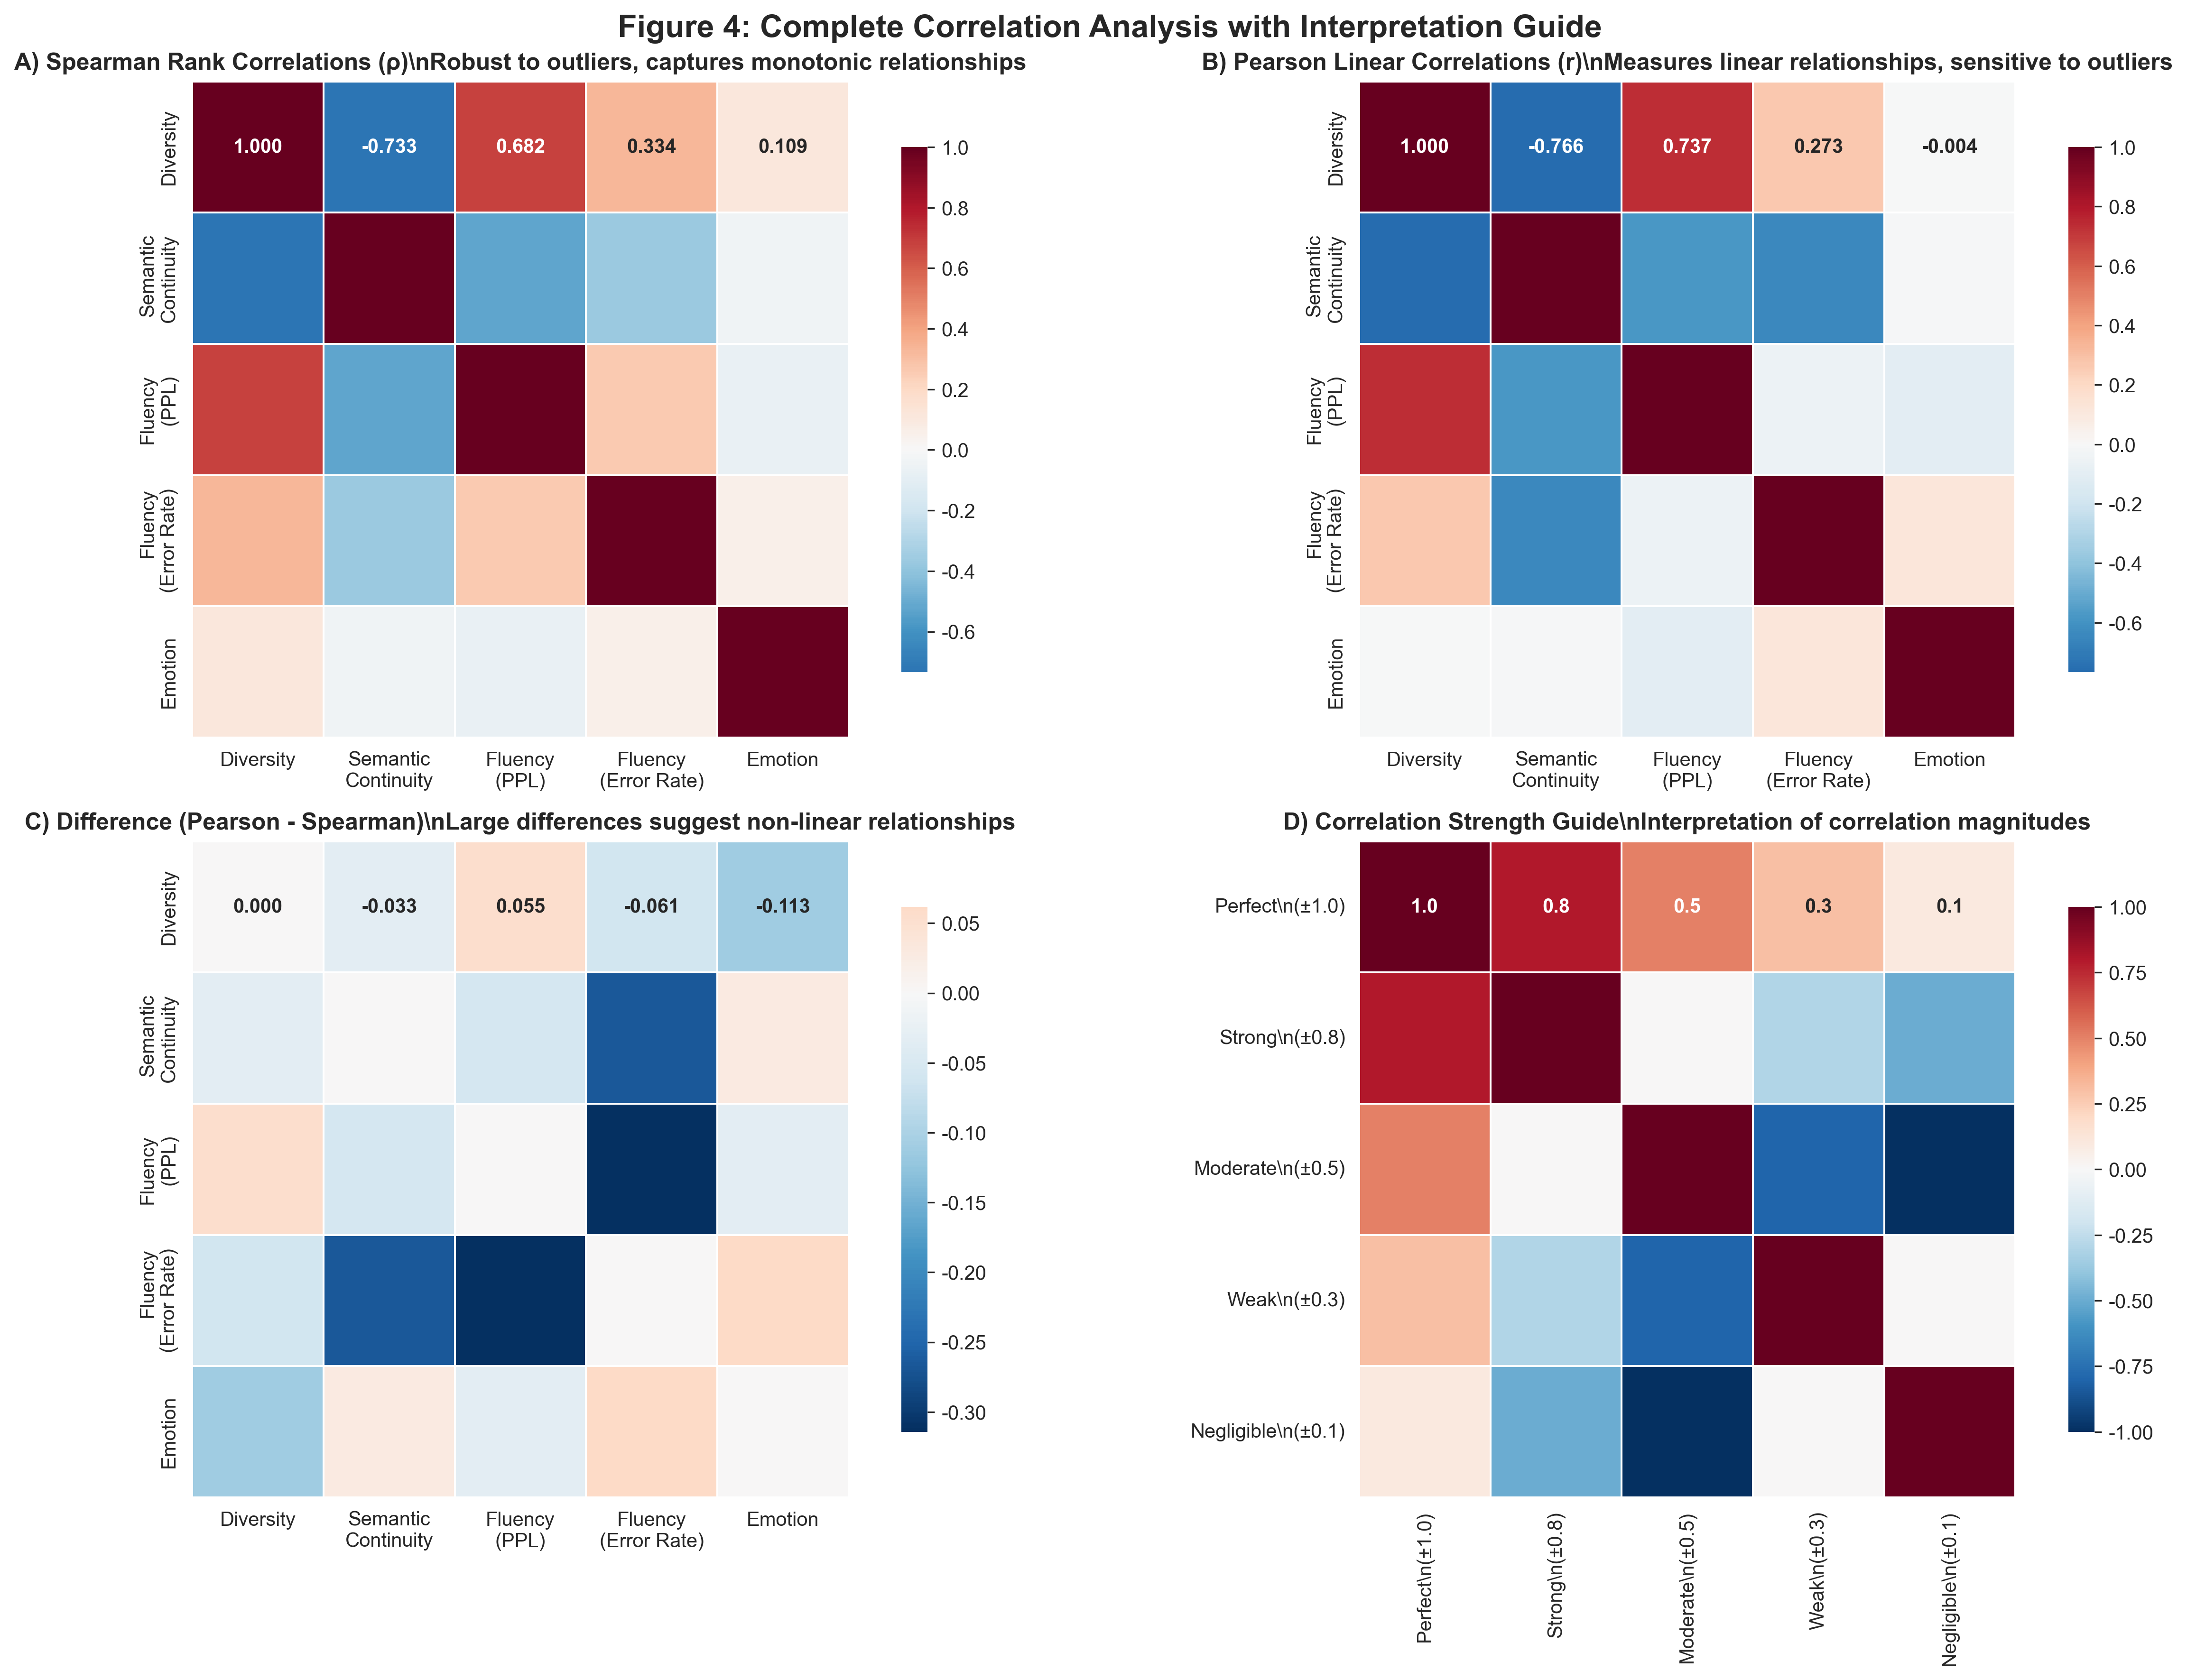 Figure 4: Complete Correlation Analysis with Interpretation Guide
A) Spearman Rank Correlations (ρ)\nRobust to outliers, captures monotonic relationships
Diversity
Semantic
Continuity
Fluency
(PPL)
Fluency
(Error Rate)
Emotion
1.000 -0.733 0.682 0.334 0.109
Diversity Semantic Fluency Fluency Emotion
Continuity (PPL) (Error Rate)
1.0
0.8
0.6
0.4
0.2
0.0
-0.2
-0.4
-0.6
B) Pearson Linear Correlations (r)\nMeasures linear relationships, sensitive to outliers
Diversity
Semantic
Continuity
Fluency
(PPL)
Fluency
(Error Rate)
Emotion
1.000 -0.766 0.737 0.273 -0.004
Diversity Semantic Fluency Fluency Emotion
Continuity (PPL) (Error Rate)
1.0
0.8
0.6
0.4
0.2
0.0
-0.2
-0.4
-0.6
C) Difference (Pearson - Spearman)\nLarge differences suggest non-linear relationships
Diversity
Semantic
Continuity
Fluency
(PPL)
Fluency
(Error Rate)
Emotion
0.000 -0.033 0.055 -0.061 -0.113
Diversity Semantic Fluency Fluency Emotion
Continuity (PPL) (Error Rate)
0.05
0.00
-0.05
-0.10
-0.15
-0.20
-0.25
-0.30
D) Correlation Strength Guide\nInterpretation of correlation magnitudes
Perfect\n(±1.0)
Strong\n(±0.8)
Moderate\n(±0.5)
Weak\n(±0.3)
Negligible\n(±0.1)
1.0 0.8 0.5 0.3 0.1
Perfect\n(±1.0)
Strong\n(±0.8)
Moderate\n(±0.5)
Weak\n(±0.3)
Negligible\n(±0.1)
1.00
0.75
0.50
0.25
0.00
-0.25
-0.50
-0.75
-1.00